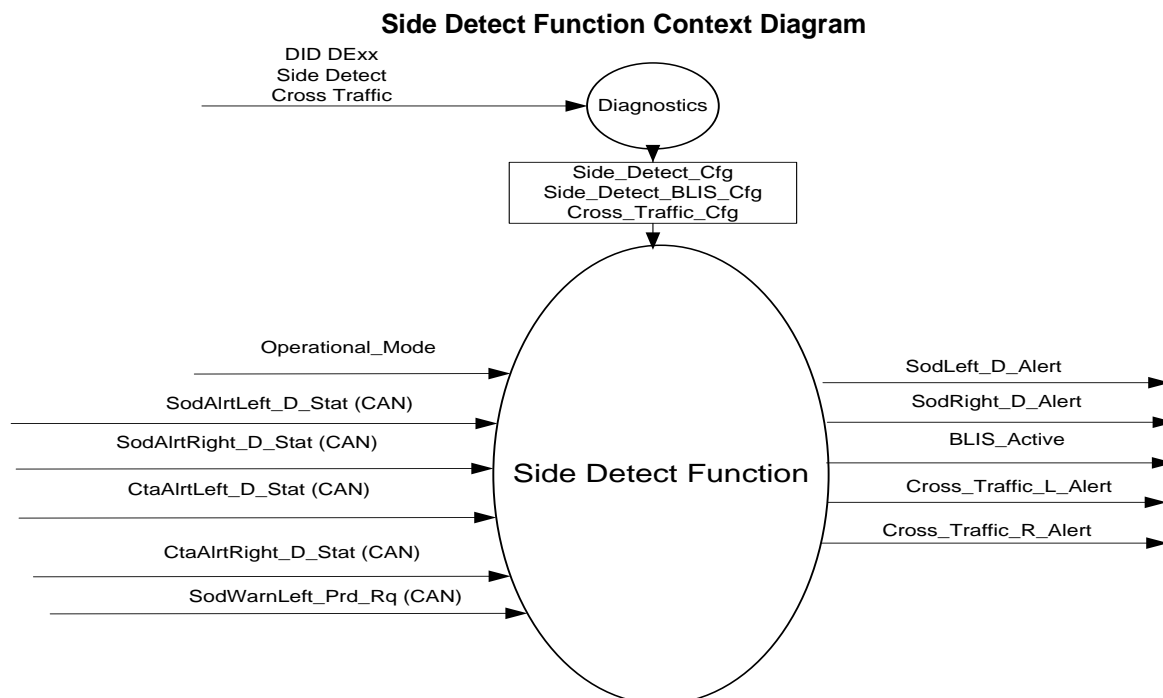 Side Detect Function Context Diagram
DID DExx
Side Detect
Cross Traffic
Diagnostics
Side_Detect_Cfg
Side_Detect_BLIS_Cfg
Cross_Traffic_Cfg
Operational_Mode
SodAlrtLeft_D_Stat (CAN)
SodAlrtRight_D_Stat (CAN)
CtaAlrtLeft_D_Stat (CAN)
CtaAlrtRight_D_Stat (CAN)
SodWarnLeft_Prd_Rq (CAN)
Side Detect Function
SodLeft_D_Alert
SodRight_D_Alert
BLIS_Active
Cross_Traffic_L_Alert
Cross_Traffic_R_Alert